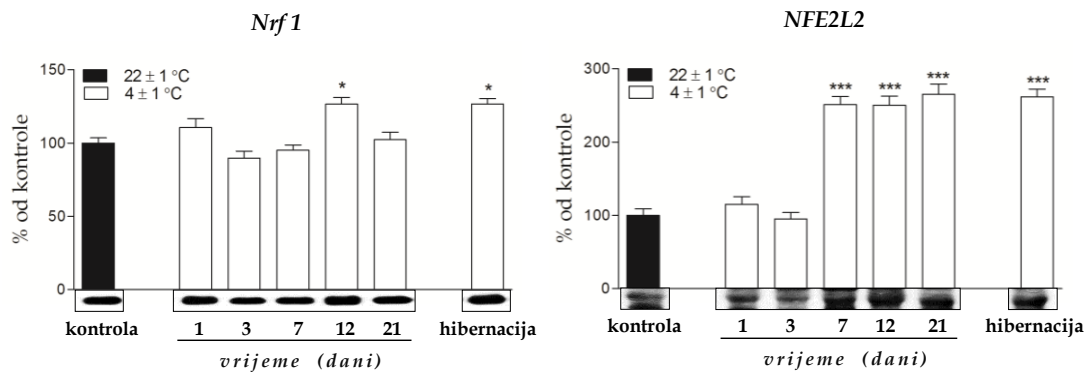 Nrf 1
% od kontrole
150
100
50
0
22 ± 1 °C
4 ± 1 °C
*
*
kontrola
1 3 7 12 21
hibernacija
vrijeme (dani)
NFE2L2
% od kontrole
300
200
100
0
22 ± 1 °C
4 ± 1 °C
*** *** *** ***
kontrola
1 3 7 12 21
hibernacija
vrijeme (dani)